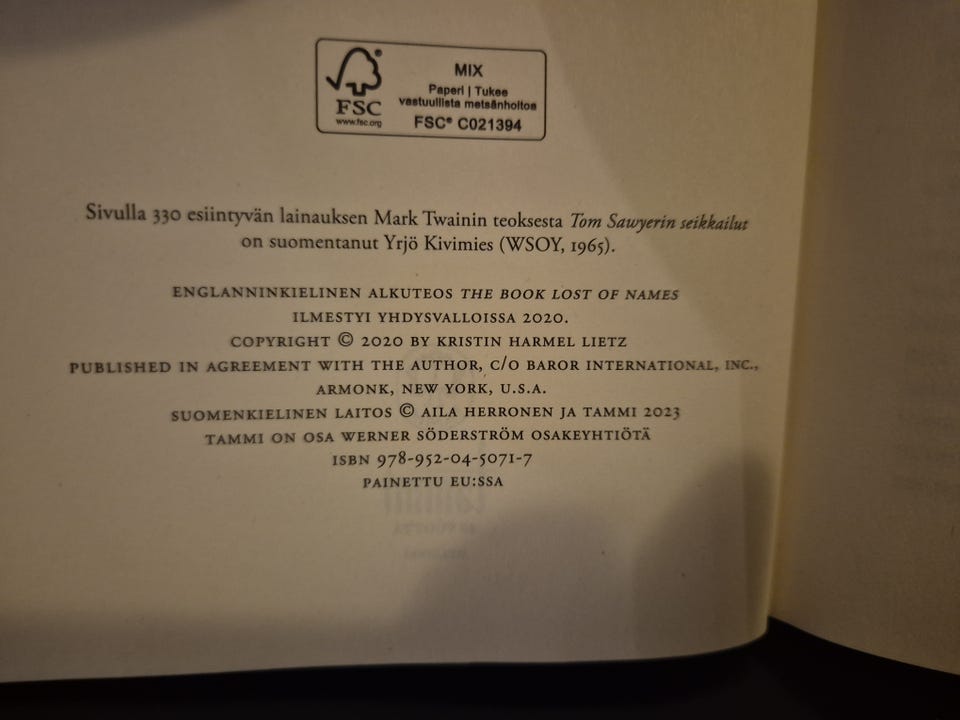 MIX
Paperi | Tukee
vastuullista metsänhoitoa
FSC® C021394
FSC
www.fsc.org
Sivulla 330 esiintyvän lainauksen Mark Twainin teoksesta Tom Sawyerin seikkailut
on suomentanut Yrjö Kivimies (WSOY, 1965).
ENGLANNINKIELINEN ALKUTEOS THE BOOK LOST OF NAMES
ILMESTYI YHDYSVALLOISSA 2020.
COPYRIGHT © 2020 BY KRISTIN HARMEL LIETZ
PUBLISHED IN AGREEMENT WITH THE AUTHOR, C/O BAROR INTERNATIONAL, INC.,
ARMONK, NEW YORK, U.S.A.
SUOMENKIELINEN LAITOS © AILA HERRONEN JA TAMMI 2023
TAMMI ON OSA WERNER SÖDERSTRÖM OSAKEYHTIÖTÄ
ISBN 978-952-04-5071-7
PAINETTU EU:SSA